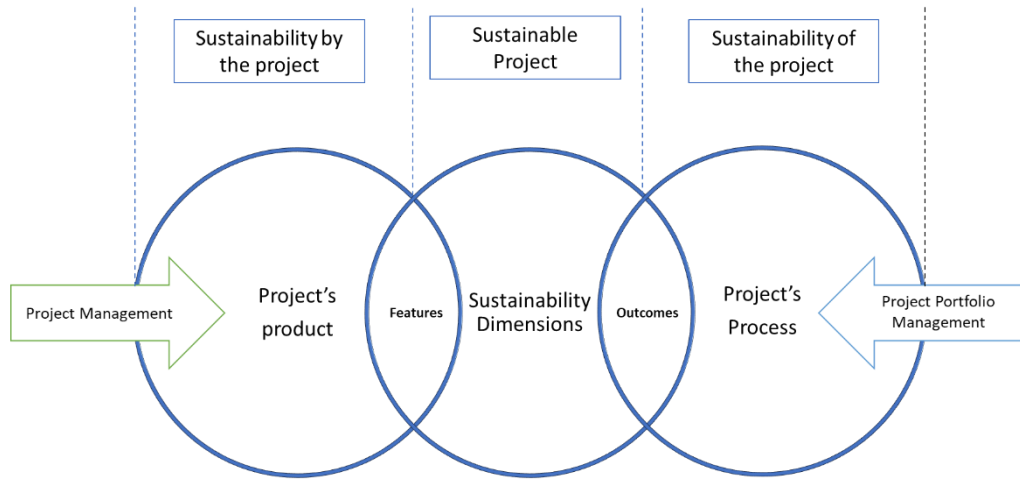 Sustainability by
the project
Sustainable
Project
Sustainability of
the project
Project Management
Project's
product
Features
Sustainability
Dimensions
Outcomes
Project's
Process
Project Portfolio
Management